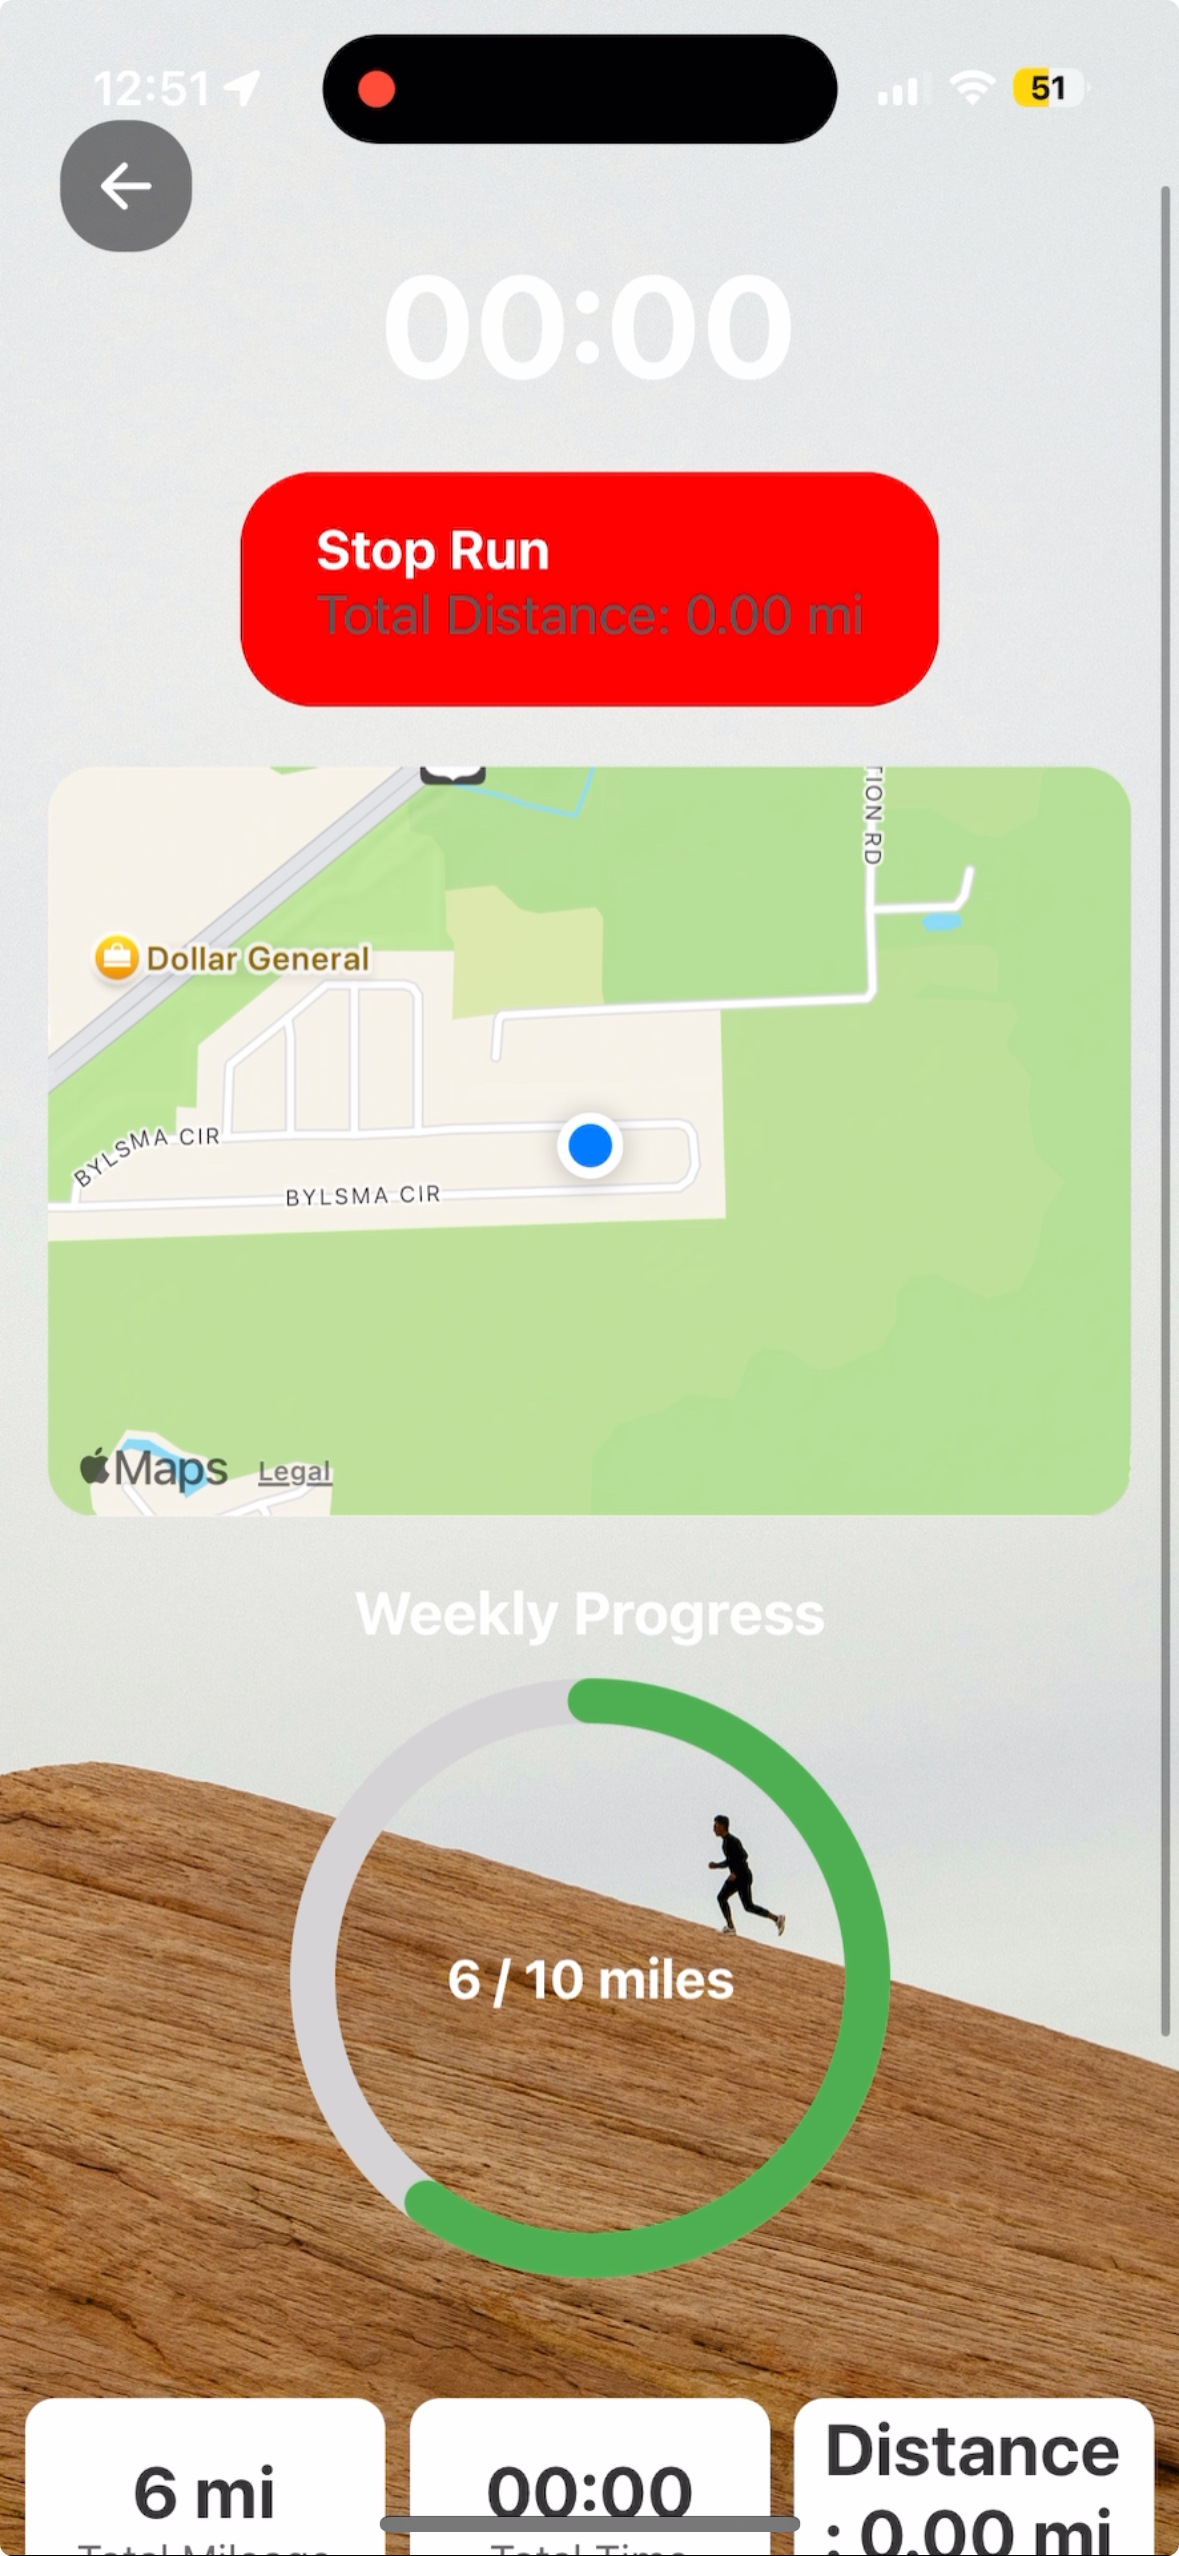 12:51
51
00:00
Stop Run
Total Distance: 0.00 mi
TION RD
Dollar General
BYLSMA CIR
BYLSMA CIR
Maps Legal
Weekly Progress
6 / 10 miles
6 mi
Total Mileage
00:00
Total Time
Distance
: 0.00 mi